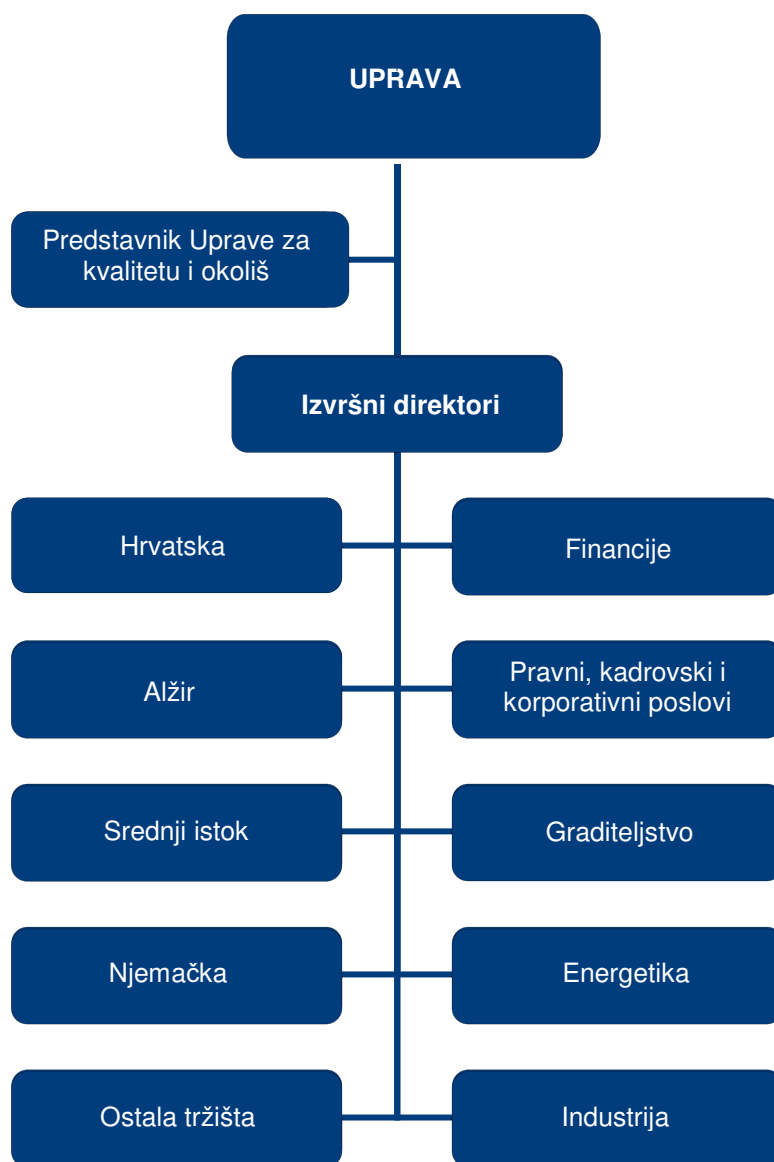 UPRAVA
Predstavnik Uprave za
kvalitetu i okoliš
Izvršni direktori
Hrvatska
Financije
Alžir
Pravni, kadrovski i
korporativni poslovi
Srednji istok
Graditeljstvo
Njemačka
Energetika
Ostala tržišta
Industrija